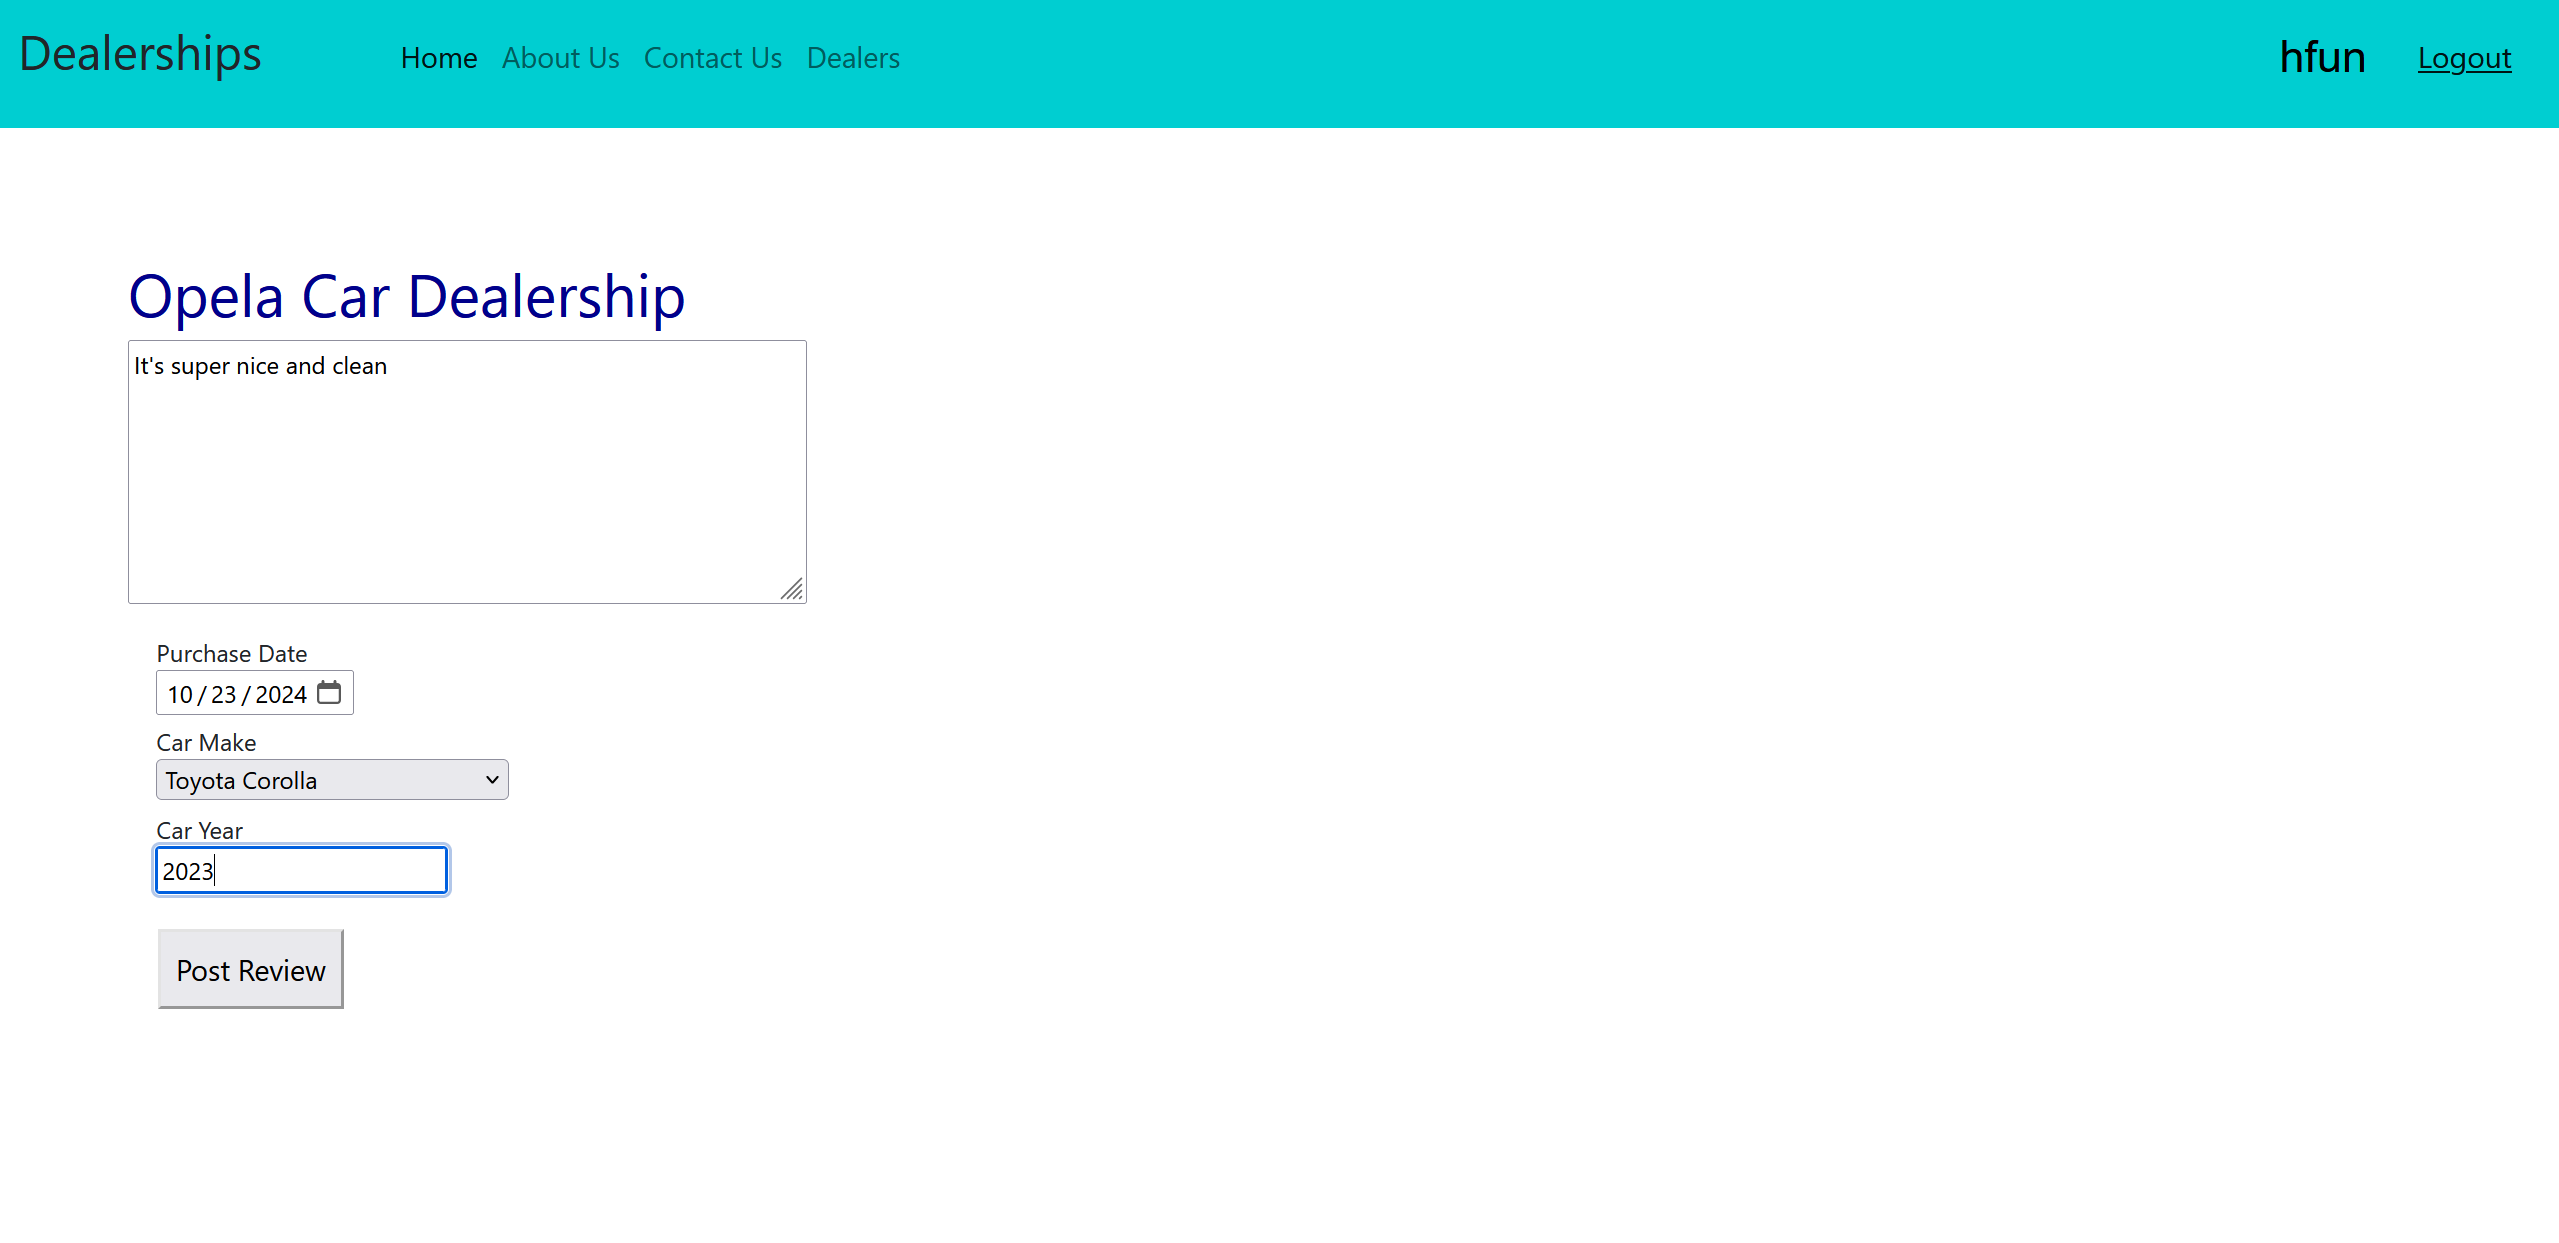 Dealerships Home About Us Contact Us Dealers hfun Logout
Opela Car Dealership
It's super nice and clean
Purchase Date
10/23/2024
Car Make
Toyota Corolla
Car Year
2023
Post Review